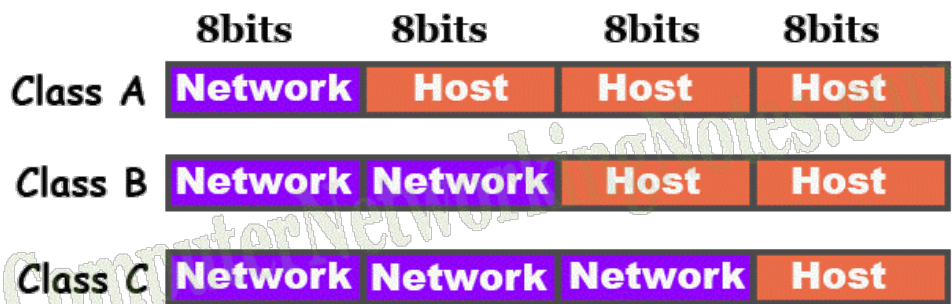 8bits 8bits 8bits 8bits
Class A Network Host Host Host
Class B Network Network Host Host
Class C Network Network Network Host
ComputerNetworkingNotes.com